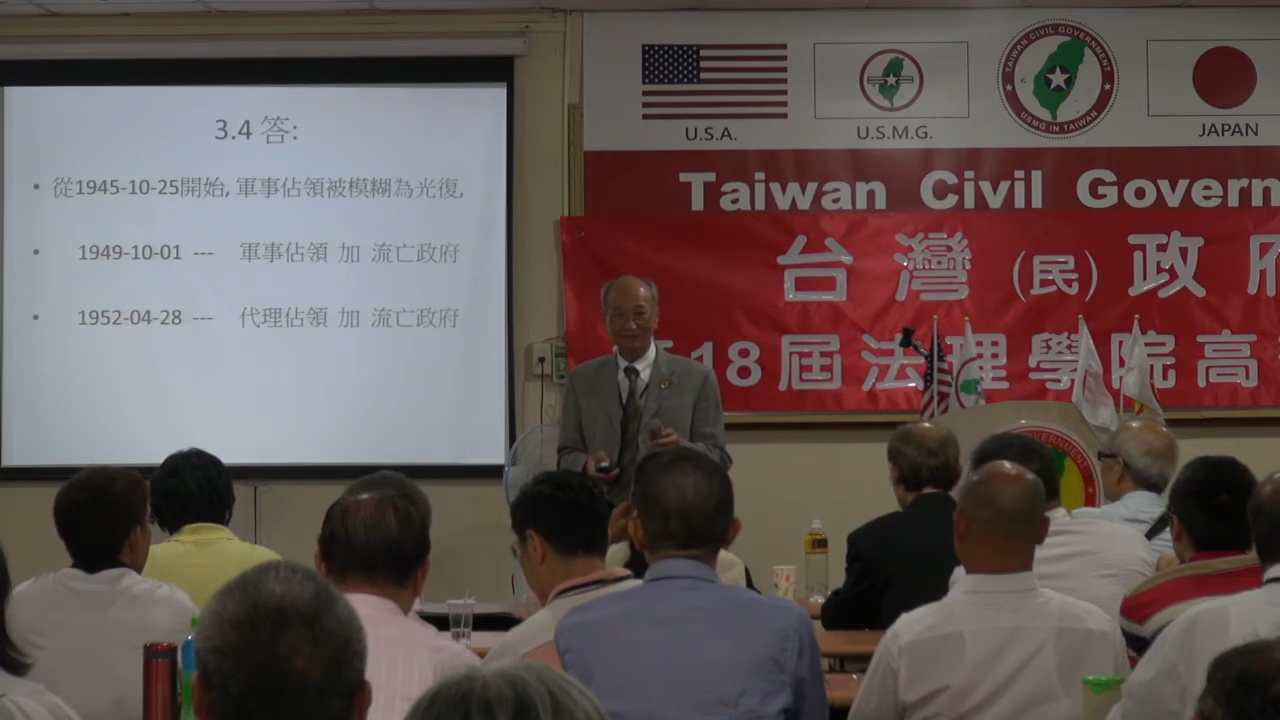 3.4 答:
• 從1945-10-25開始, 軍事佔領被模糊為光復,
• 1949-10-01 --- 軍事佔領 加 流亡政府
• 1952-04-28 --- 代理佔領 加 流亡政府
U.S.A.
U.S.M.G.
TAIWAN CIVIL GOVERNMENT
USMG IN TAIWAN
JAPAN
Taiwan Civil Govern
台灣(民)政府
18屆法理學院高
VERNMENT